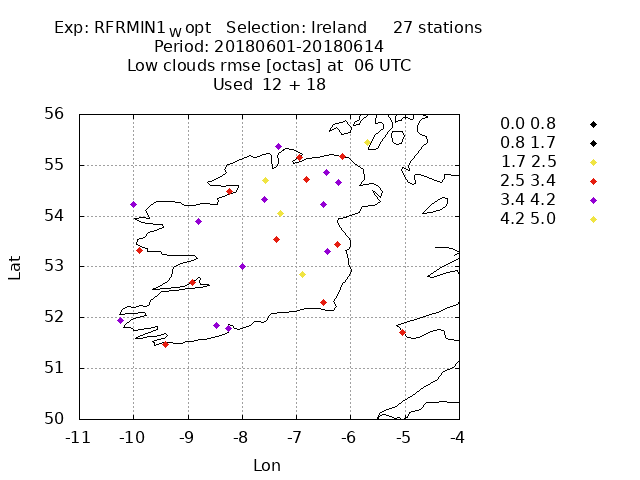 Exp: RFRMIN1 W opt   Selection: Ireland     27 stations
Period: 20180601-20180614
Low clouds rmse [octas] at  06 UTC
Used  12 + 18
0.0 0.8
0.8 1.7
1.7 2.5
2.5 3.4
3.4 4.2
4.2 5.0
56
55
54
53
52
51
50
Lat
-11 -10 -9 -8 -7 -6 -5 -4
Lon